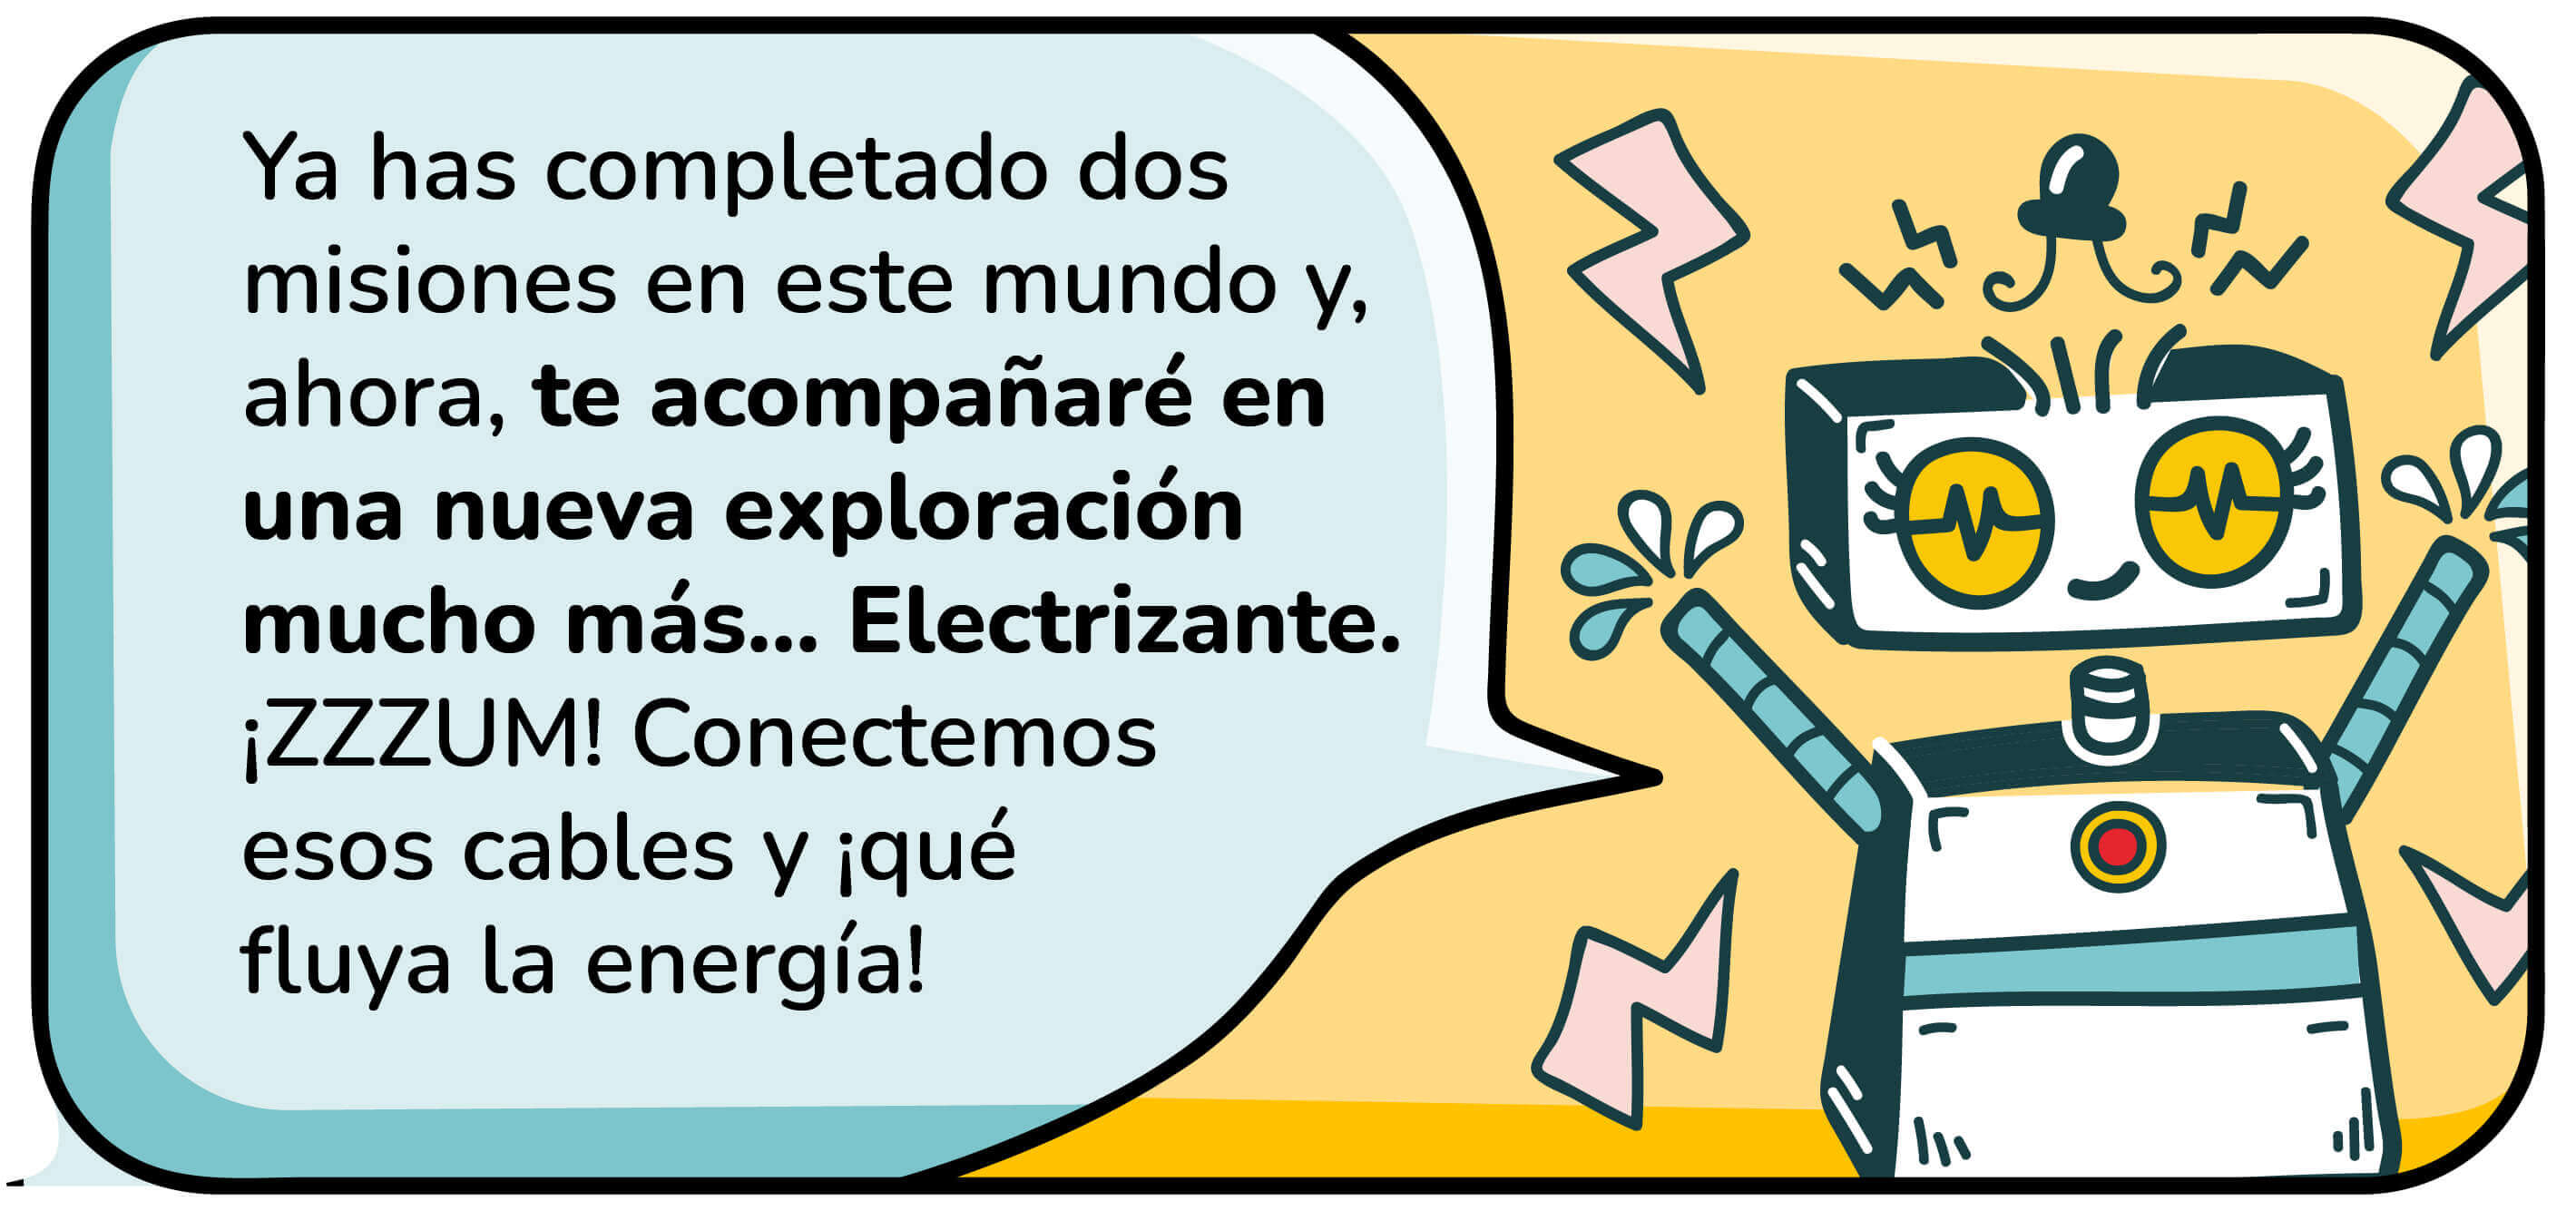 Ya has completado dos
misiones en este mundo y,
ahora, te acompañaré en
una nueva exploración
mucho más... Electrizante.
¡ZZZUM! Conectemos
esos cables y ¡qué
fluya la energía!